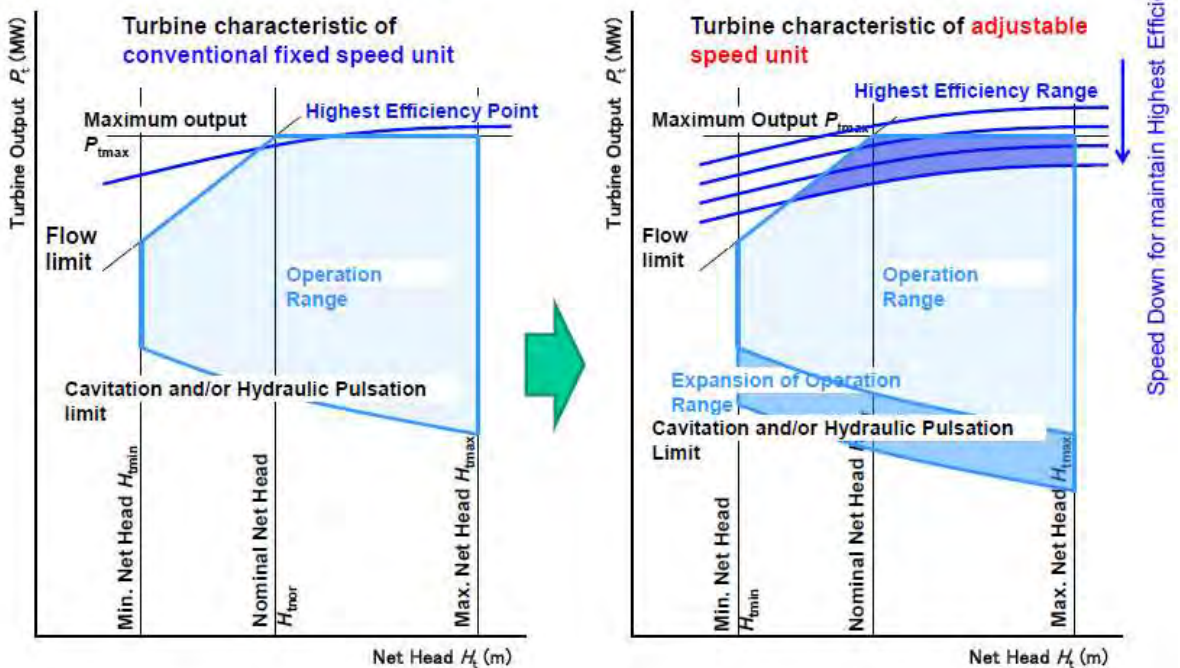 Turbine characteristic of
conventional fixed speed unit
Turbine Output Pt (MW)
Maximum output
Ptmax
Highest Efficiency Point
Flow
limit
Operation
Range
Cavitation and/or Hydraulic Pulsation
limit
Min. Net Head Htmin
Nominal Net Head
Htnor
Max. Net Head Htmax
Net Head Ht (m)
Turbine characteristic of adjustable
speed unit
Turbine Output Pt (MW)
Highest Efficiency Range
Maximum Output Ptmax
Flow
limit
Operation
Range
Expansion of Operation
Range
Cavitation and/or Hydraulic Pulsation
Limit
Min. Net Head
Htmin
Nominal Net Head
Max. Net Head Htmax
Net Head Ht (m)
Speed Down for maintain Highest